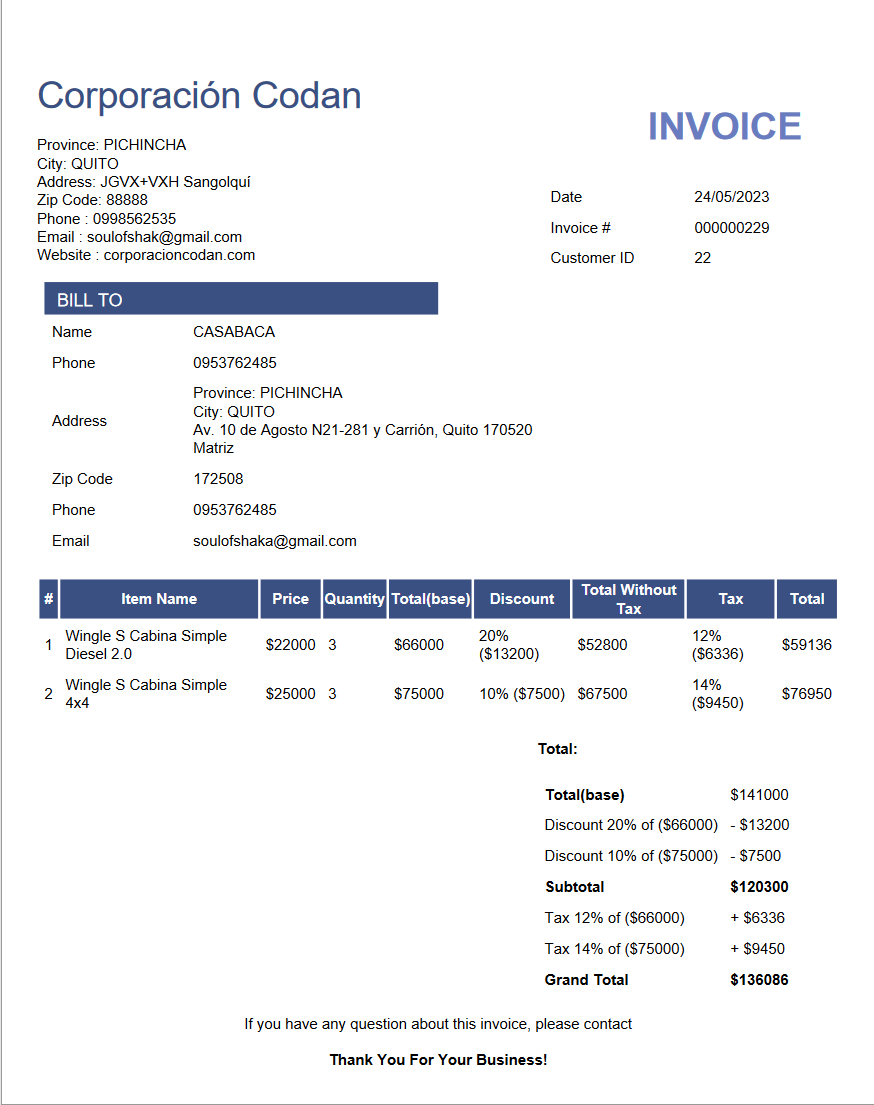 Corporación Codan
INVOICE
Province: PICHINCHA
City: QUITO
Address: JGVX+VXH Sangolquí
Zip Code: 88888
Phone : 0998562535
Email : soulofshak@gmail.com
Website : corporacioncodan.com
Date 24/05/2023
Invoice # 000000229
Customer ID 22
BILL TO
Name CASABACA
Phone 0953762485
Address
Province: PICHINCHA
City: QUITO
Av. 10 de Agosto N21-281 y Carrión, Quito 170520
Matriz
Zip Code 172508
Phone 0953762485
Email soulofshaka@gmail.com
# Item Name Price Quantity Total(base) Discount Total Without Tax Tax Total
1 Wingle S Cabina Simple Diesel 2.0 $22000 3 $66000 20% ($13200) $52800 12% ($6336) $59136
2 Wingle S Cabina Simple 4x4 $25000 3 $75000 10% ($7500) $67500 14% ($9450) $76950
Total:
Total(base) $141000
Discount 20% of ($66000) - $13200
Discount 10% of ($75000) - $7500
Subtotal $120300
Tax 12% of ($66000) + $6336
Tax 14% of ($75000) + $9450
Grand Total $136086
If you have any question about this invoice, please contact
Thank You For Your Business!